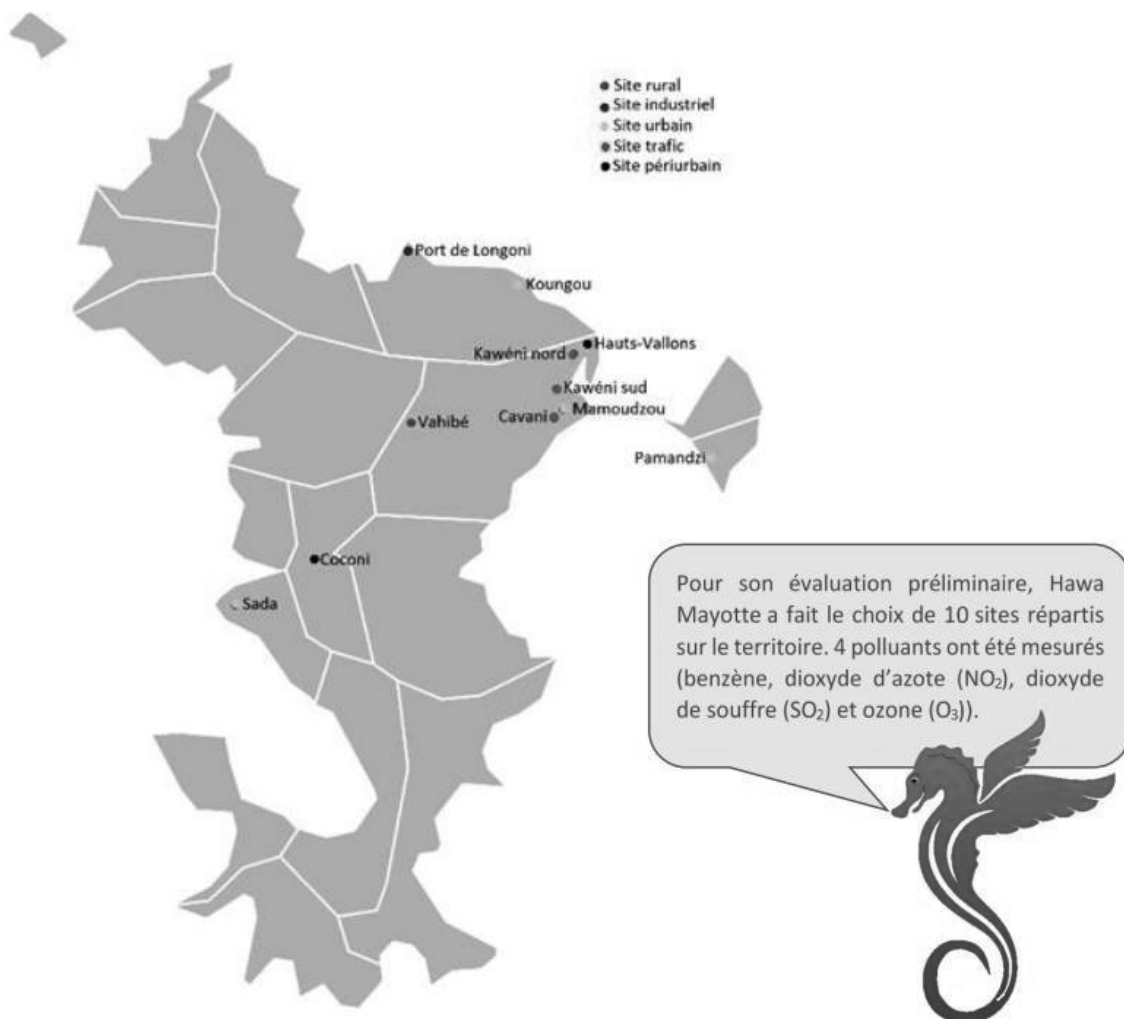 Site rural
Site industriel
Site urbain
Site trafic
Site périurbain
Port de Longoni
Koungou
Hauts-Vallons
Kawéni nord
Kawéni sud
Mamoudzou
Cavani
Vahibé
Pamandzi
Coconi
Sada
Pour son évaluation préliminaire, Hawa
Mayotte a fait le choix de 10 sites répartis
sur le territoire. 4 polluants ont été mesurés
(benzène, dioxyde d'azote (NO₂), dioxyde
de souffre (SO₂) et ozone (O₃)).